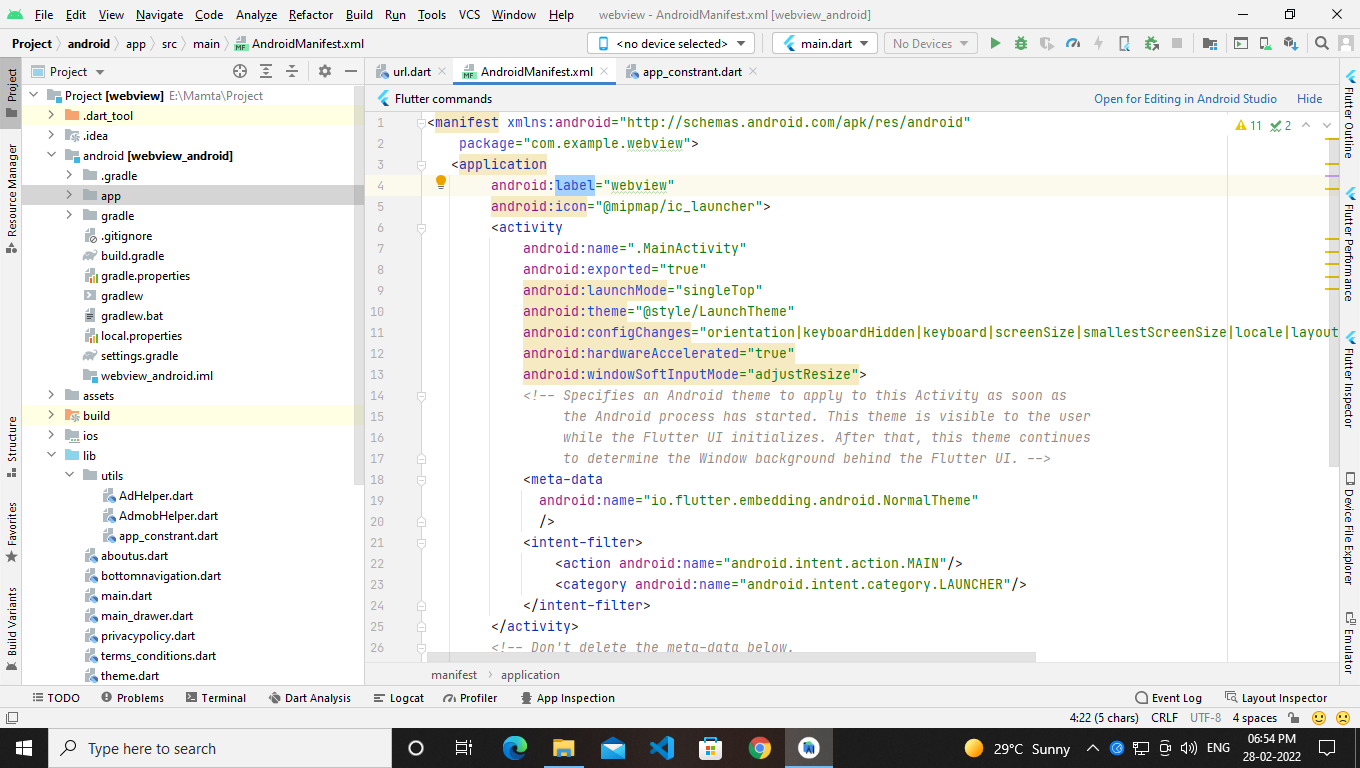 File Edit View Navigate Code Analyze Refactor Build Run Tools VCS Window Help webview - AndroidManifest.xml [webview_android]
Project android app src main AndroidManifest.xml <no device selected> main.dart No Devices
Project
Resource Manager
Structure
Favorites
Build Variants
Project
Project [webview] E:\Mamta\Project
.dart_tool
.idea
android [webview_android]
.gradle
app
gradle
.gitignore
build.gradle
gradle.properties
gradlew
gradlew.bat
local.properties
settings.gradle
webview_android.iml
assets
build
ios
lib
utils
AdHelper.dart
AdmobHelper.dart
app_constrant.dart
aboutus.dart
bottomnavigation.dart
main.dart
main_drawer.dart
privacypolicy.dart
terms_conditions.dart
theme.dart
url.dart AndroidManifest.xml app_constrant.dart
Flutter commands Open for Editing in Android Studio Hide
11 2
1 <manifest xmlns:android="http://schemas.android.com/apk/res/android"
2 package="com.example.webview">
3 <application
4 android:label="webview"
5 android:icon="@mipmap/ic_launcher">
6 <activity
7 android:name=".MainActivity"
8 android:exported="true"
9 android:launchMode="singleTop"
10 android:theme="@style/LaunchTheme"
11 android:configChanges="orientation|keyboardHidden|keyboard|screenSize|smallestScreenSize|locale|layout
12 android:hardwareAccelerated="true"
13 android:windowSoftInputMode="adjustResize">
14 <!-- Specifies an Android theme to apply to this Activity as soon as
15 the Android process has started. This theme is visible to the user
16 while the Flutter UI initializes. After that, this theme continues
17 to determine the Window background behind the Flutter UI. -->
18 <meta-data
19 android:name="io.flutter.embedding.android.NormalTheme"
20 />
21 <intent-filter>
22 <action android:name="android.intent.action.MAIN"/>
23 <category android:name="android.intent.category.LAUNCHER"/>
24 </intent-filter>
25 </activity>
26 <!-- Don't delete the meta-data below.
manifest application
Flutter Outline
Flutter Performance
Flutter Inspector
Device File Explorer
Emulator
TODO Problems Terminal Dart Analysis Logcat Profiler App Inspection Event Log Layout Inspector
4:22 (5 chars) CRLF UTF-8 4 spaces
Type here to search 29°C Sunny ENG 06:54 PM
28-02-2022